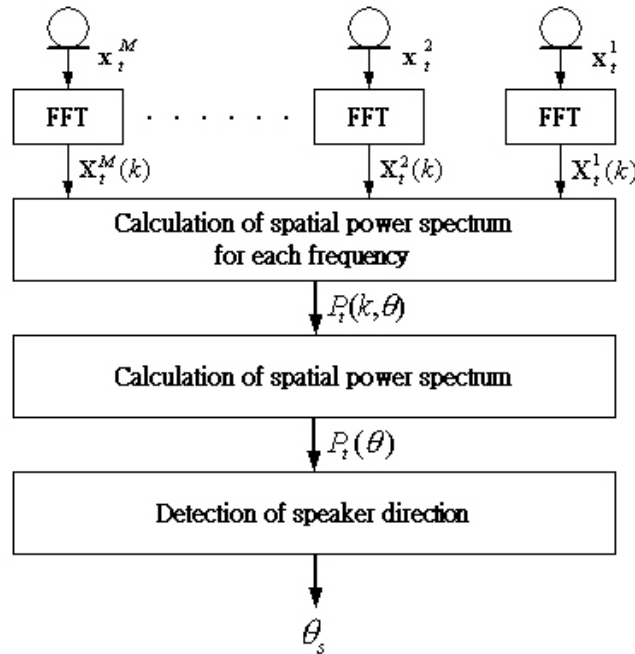 x_t^M x_t^2 x_t^1
FFT . . . . . . FFT FFT
X_t^M(k) X_t^2(k) X_t^1(k)
Calculation of spatial power spectrum
for each frequency
P_t(k,θ)
Calculation of spatial power spectrum
P_t(θ)
Detection of speaker direction
θ_s